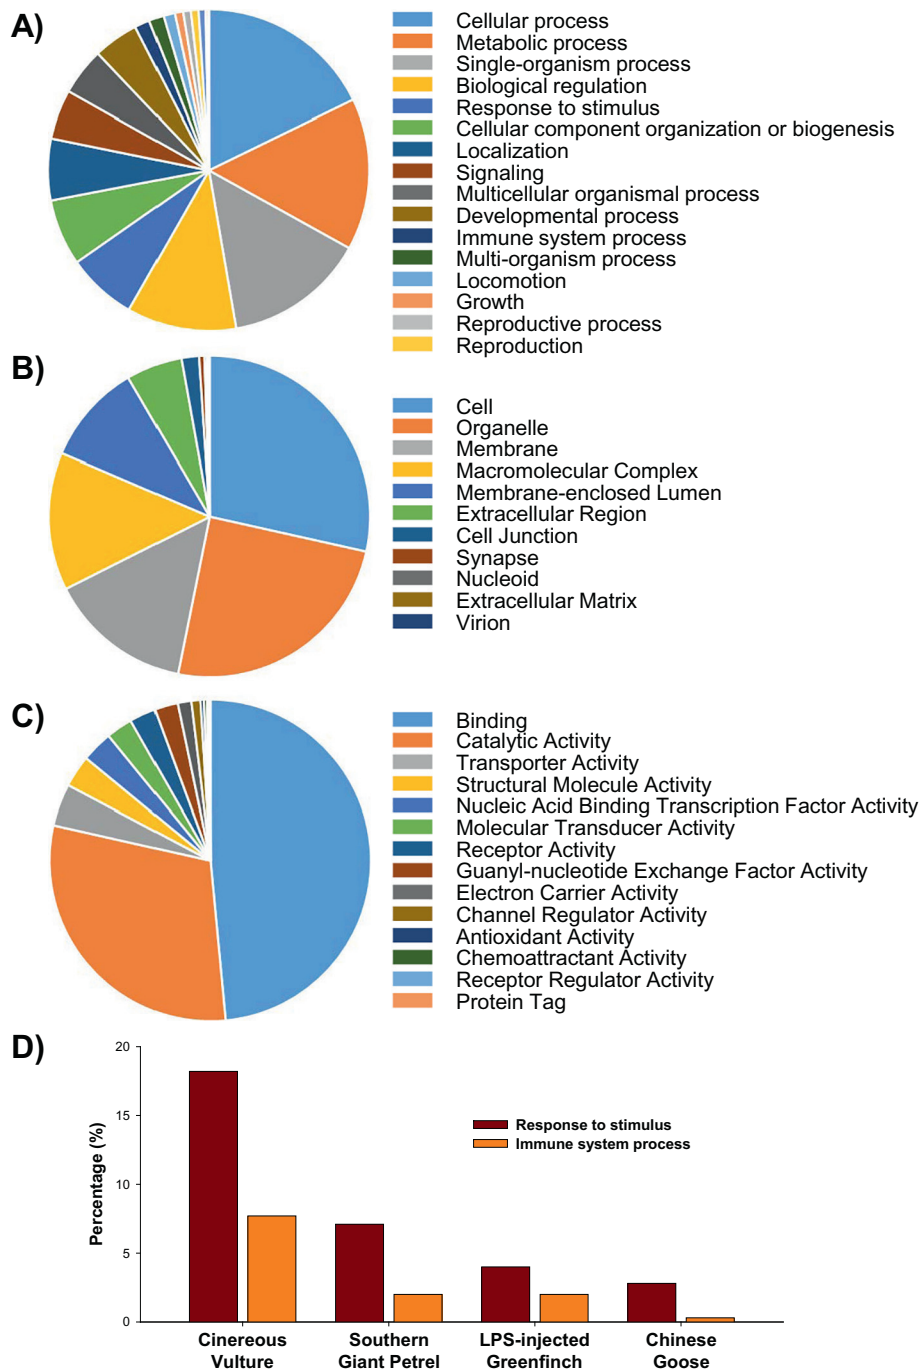 A)
Cellular process
Metabolic process
Single-organism process
Biological regulation
Response to stimulus
Cellular component organization or biogenesis
Localization
Signaling
Multicellular organismal process
Developmental process
Immune system process
Multi-organism process
Locomotion
Growth
Reproductive process
Reproduction
B)
Cell
Organelle
Membrane
Macromolecular Complex
Membrane-enclosed Lumen
Extracellular Region
Cell Junction
Synapse
Nucleoid
Extracellular Matrix
Virion
C)
Binding
Catalytic Activity
Transporter Activity
Structural Molecule Activity
Nucleic Acid Binding Transcription Factor Activity
Molecular Transducer Activity
Receptor Activity
Guanyl-nucleotide Exchange Factor Activity
Electron Carrier Activity
Channel Regulator Activity
Antioxidant Activity
Chemoattractant Activity
Receptor Regulator Activity
Protein Tag
D)
Percentage (%)
20
15
10
5
0
Response to stimulus
Immune system process
Cinereous
Vulture
Southern
Giant Petrel
LPS-injected
Greenfinch
Chinese
Goose